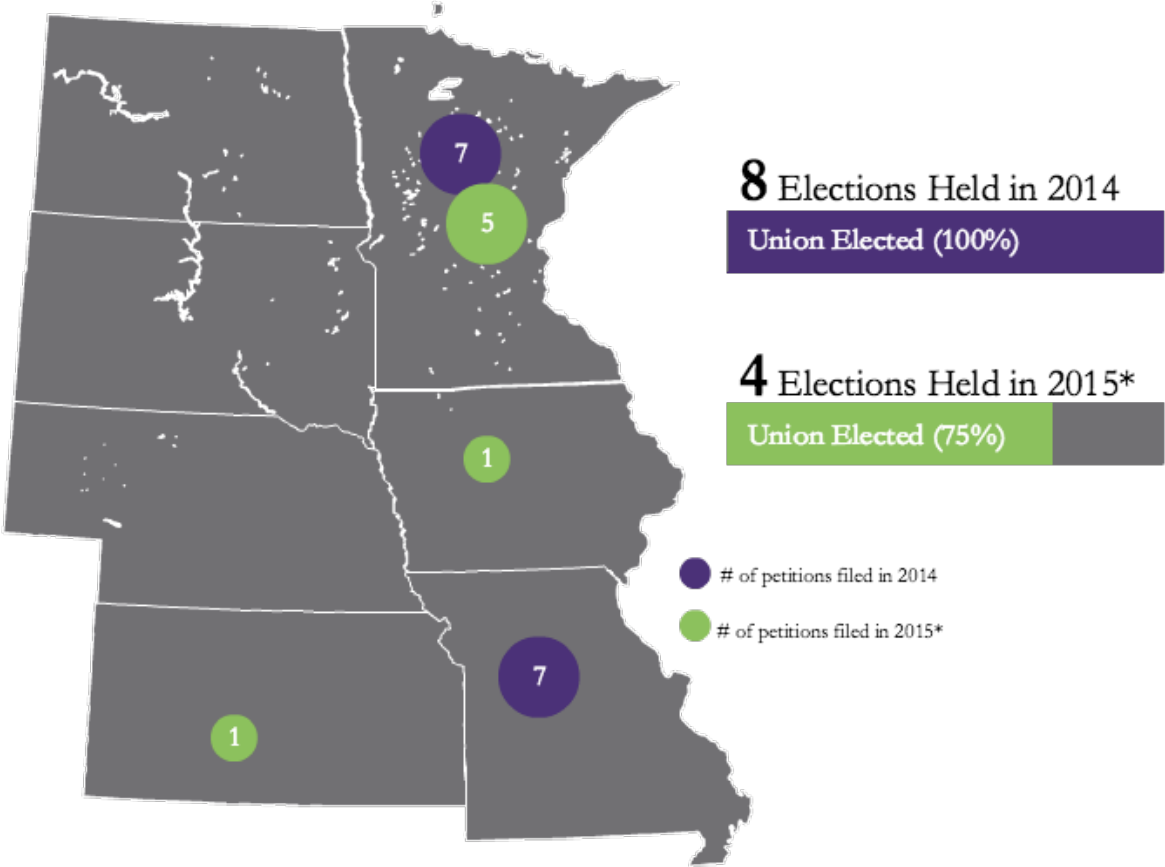 7
5
8 Elections Held in 2014
Union Elected (100%)
4 Elections Held in 2015*
Union Elected (75%)
1
# of petitions filed in 2014
# of petitions filed in 2015*
7
1